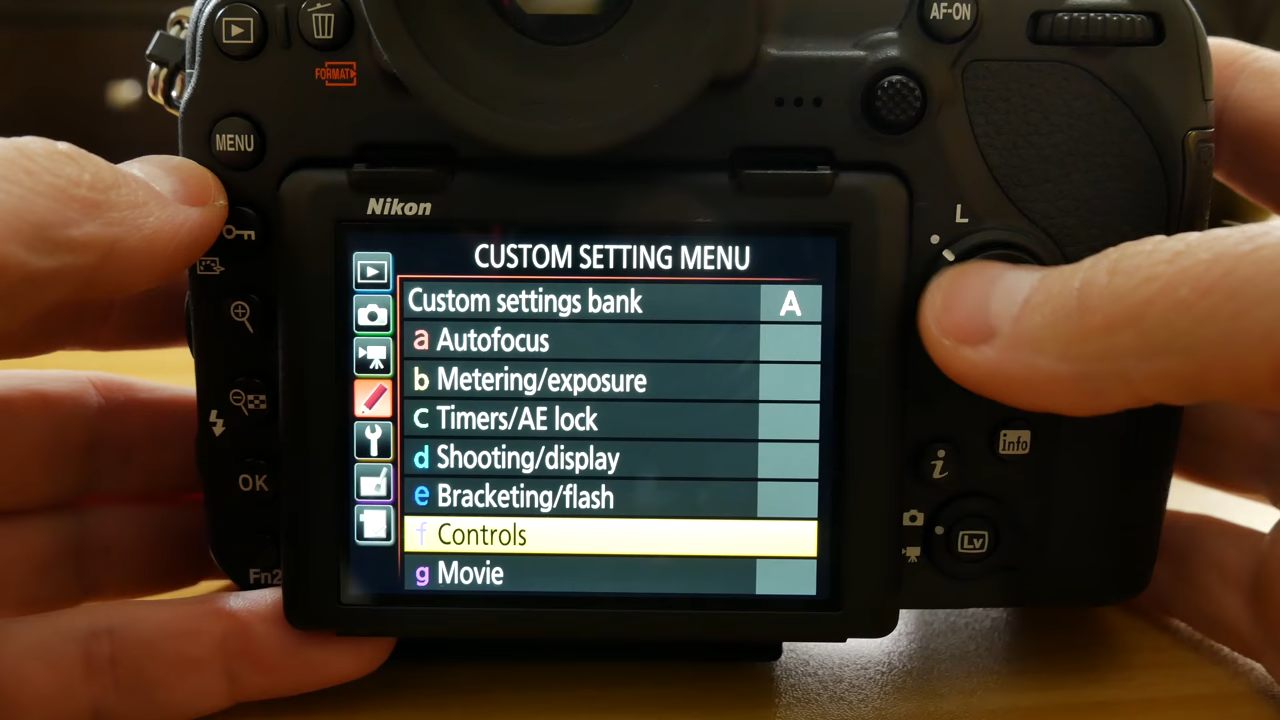 AF-ON
FORMAT
MENU
L
Nikon
CUSTOM SETTING MENU
Custom settings bank A
a Autofocus
b Metering/exposure
c Timers/AE lock
d Shooting/display
e Bracketing/flash
f Controls
g Movie
info
i
OK
Lv
Fn2